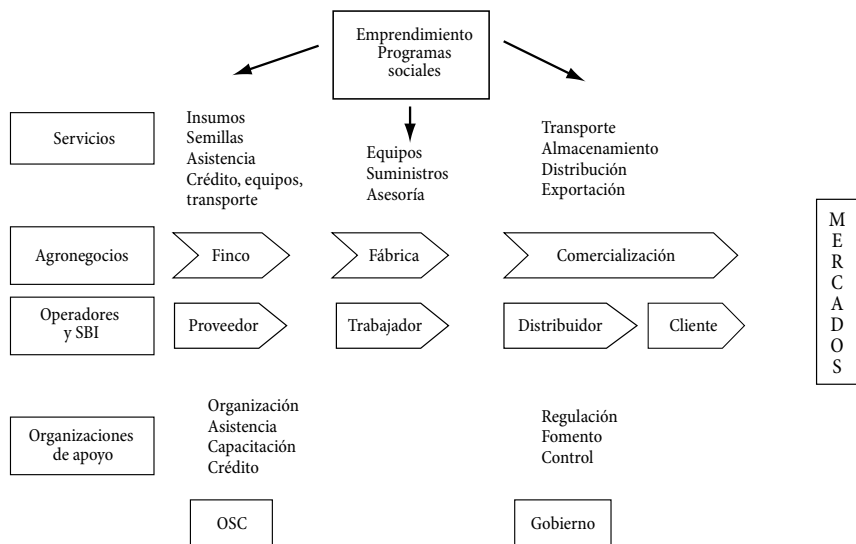 Emprendimiento
Programas
sociales
Servicios
Insumos
Semillas
Asistencia
Crédito, equipos,
transporte
Equipos
Suministros
Asesoría
Transporte
Almacenamiento
Distribución
Exportación
Agronegocios
Finco
Fábrica
Comercialización
Operadores
y SBI
Proveedor
Trabajador
Distribuidor
Cliente
MERCADOS
Organizaciones
de apoyo
Organización
Asistencia
Capacitación
Crédito
Regulación
Fomento
Control
OSC
Gobierno